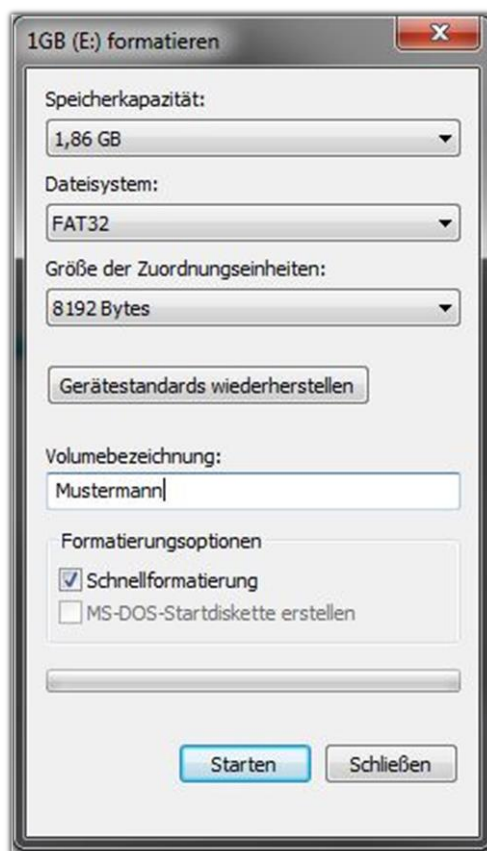 1GB (E:) formatieren
Speicherkapazität:
1,86 GB
Dateisystem:
FAT32
Größe der Zuordnungseinheiten:
8192 Bytes
Gerätestandards wiederherstellen
Volumebezeichnung:
Mustermann
Formatierungsoptionen
Schnellformatierung
MS-DOS-Startdiskette erstellen
Starten Schließen